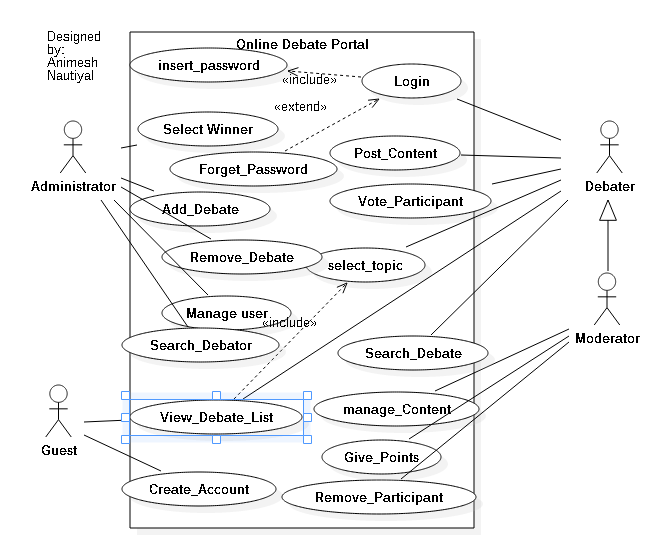 Designed
by:
Animesh
Nautiyal
Online Debate Portal
insert_password
«include»
Login
«extend»
Select Winner
Forget_Password
Post_Content
Administrator
Debater
Add_Debate
Vote_Participant
Remove_Debate
select_topic
Manage user
«include»
Search_Debator
Search_Debate
Moderator
View_Debate_List
manage_Content
Guest
Give_Points
Create_Account
Remove_Participant